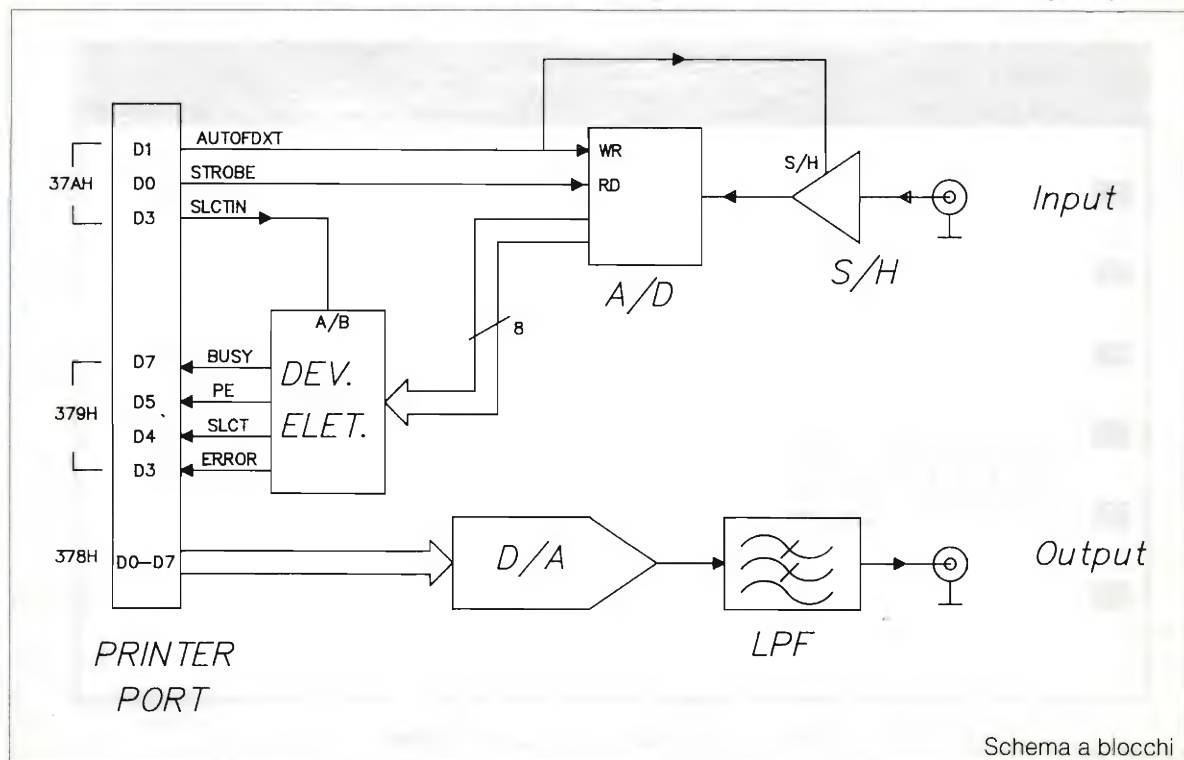 D1 AUTOFDXT WR
37AH D0 STROBE RD S/H Input
D3 SLCTIN
S/H
A/D
8
A/B
D7 BUSY DEV.
379H D5 PE ELET.
D4 SLCT
D3 ERROR
378H D0-D7 D/A Output
LPF
PRINTER
PORT
Schema a blocchi